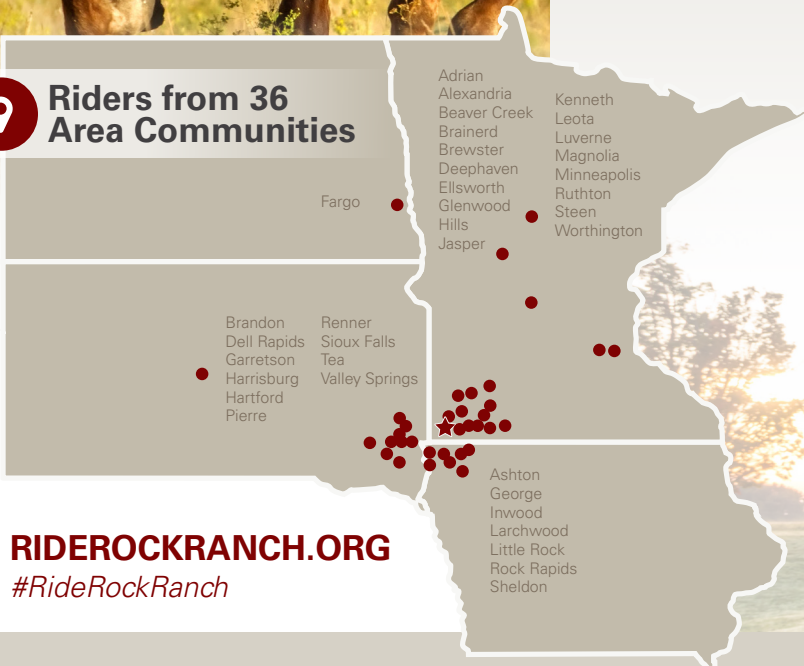 Riders from 36
Area Communities
Adrian
Alexandria
Beaver Creek
Brainerd
Brewster
Deephaven
Ellsworth
Glenwood
Hills
Jasper
Kenneth
Leota
Luverne
Magnolia
Minneapolis
Ruthton
Steen
Worthington
Fargo
Brandon
Dell Rapids
Garretson
Harrisburg
Hartford
Pierre
Renner
Sioux Falls
Tea
Valley Springs
Ashton
George
Inwood
Larchwood
Little Rock
Rock Rapids
Sheldon
RIDEROCKRANCH.ORG
#RideRockRanch